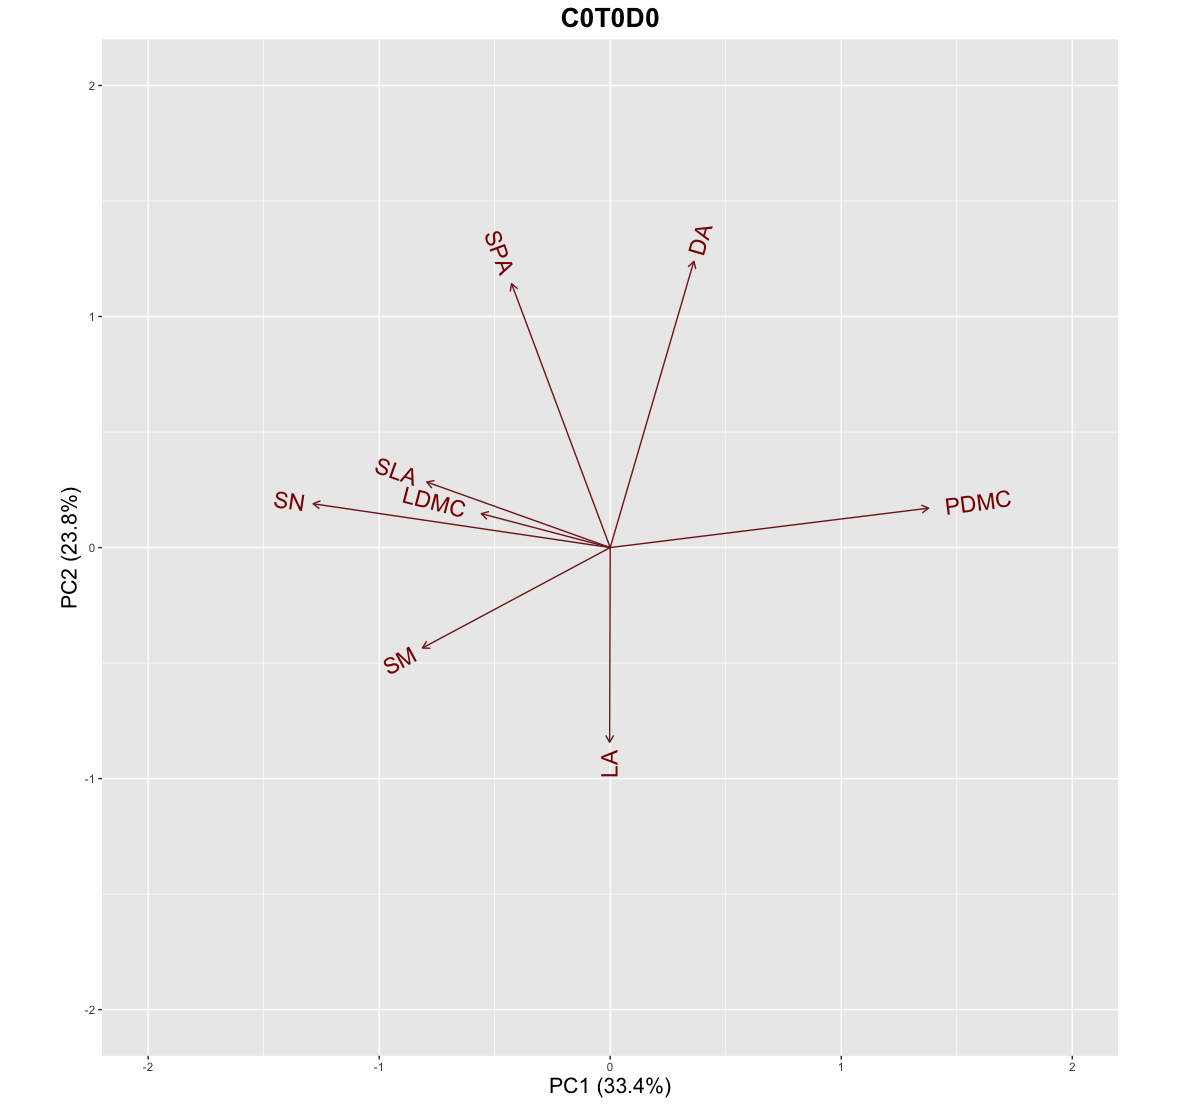 C0T0D0
2
1
0
-1
-2
PC2 (23.8%)
SPA
DA
SLA
LDMC
SN
PDMC
SM
LA
-2
-1
0
1
2
PC1 (33.4%)